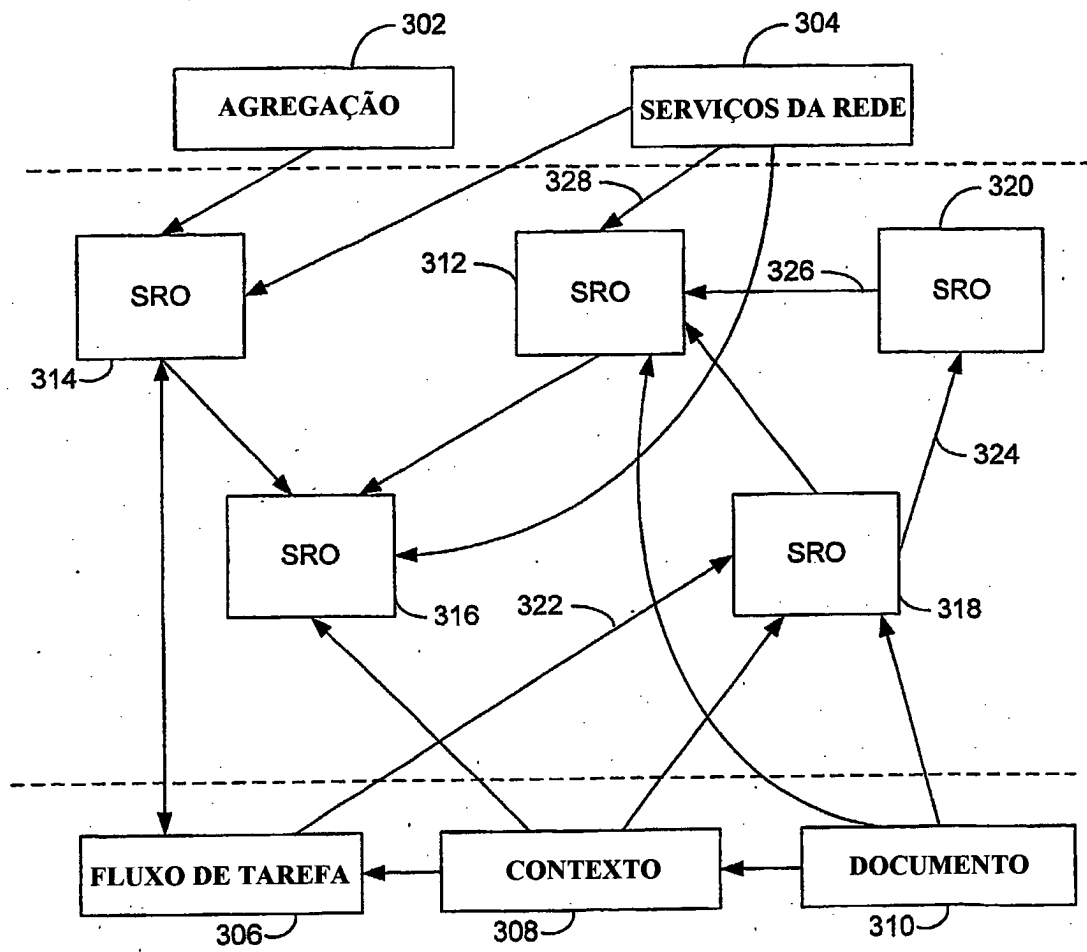 302
304
AGREGAÇÃO
SERVIÇOS DA REDE
328
320
SRO
312
SRO
326
SRO
314
324
SRO
SRO
316
322
318
FLUXO DE TAREFA
CONTEXTO
DOCUMENTO
306
308
310